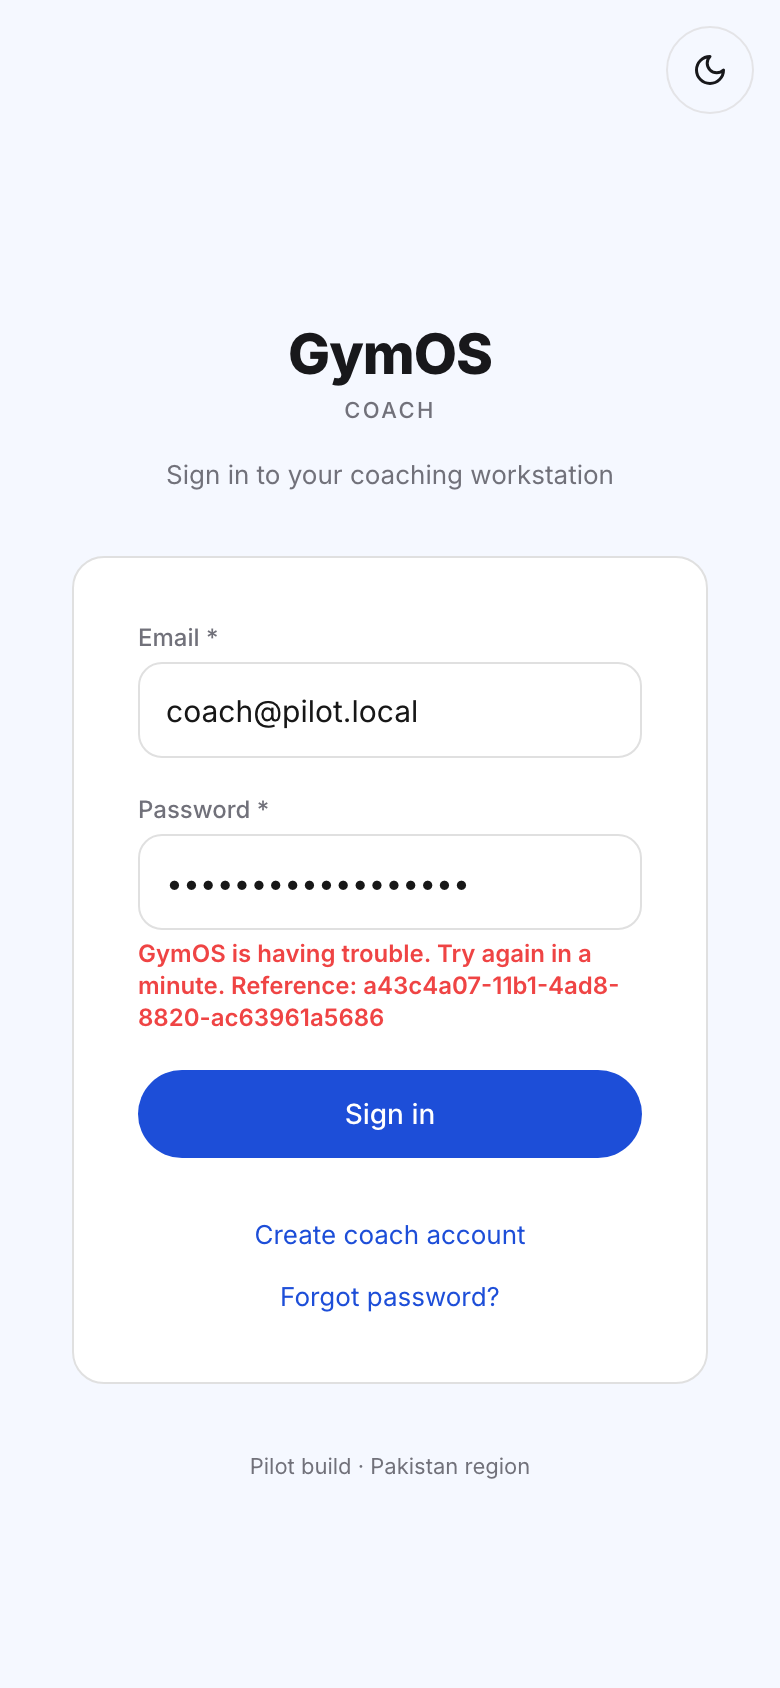 GymOS
COACH
Sign in to your coaching workstation
Email *
coach@pilot.local
Password *
••••••••••••••••••
GymOS is having trouble. Try again in a
minute. Reference: a43c4a07-11b1-4ad8-
8820-ac63961a5686
Sign in
Create coach account
Forgot password?
Pilot build · Pakistan region